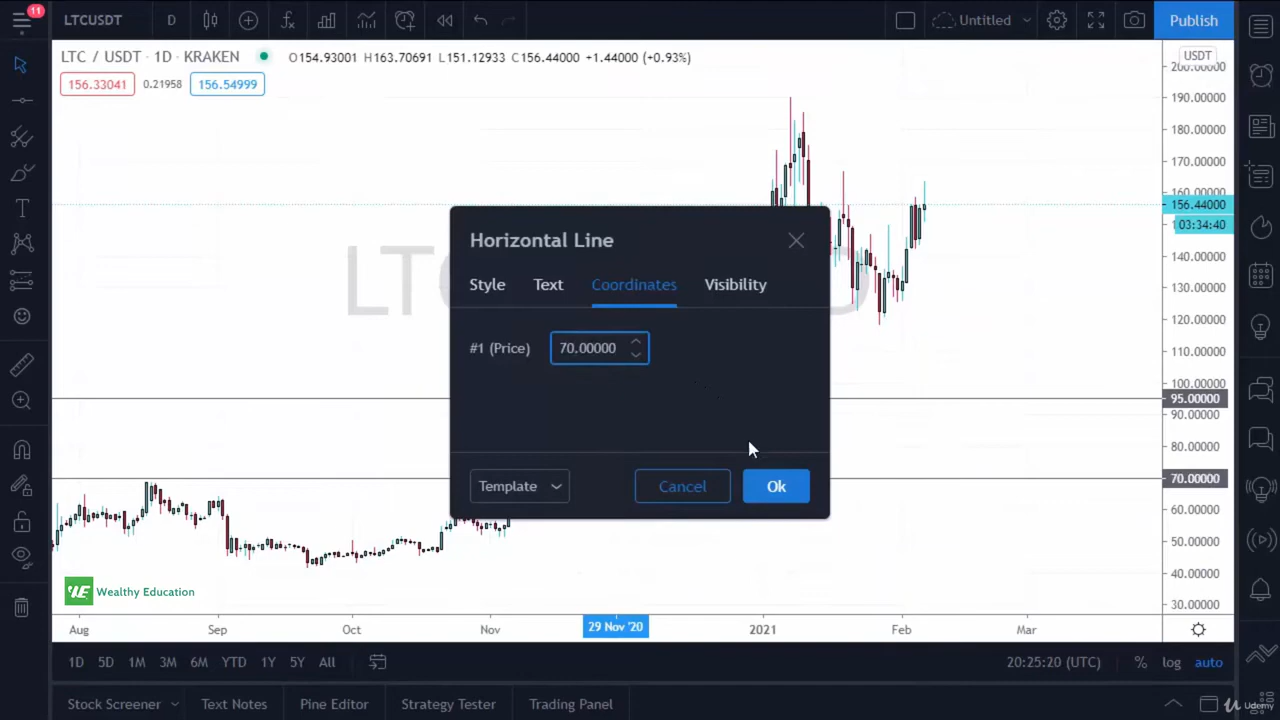 11
LTCUSDT
D
Untitled
Publish
LTC / USDT · 1D · KRAKEN
O154.93001 H163.70691 L151.12933 C156.44000 +1.44000 (+0.93%)
156.33041
0.21958
156.54999
USDT
200.00000
190.00000
180.00000
170.00000
160.00000
156.44000
03:34:40
140.00000
130.00000
120.00000
110.00000
100.00000
95.00000
90.00000
80.00000
70.00000
60.00000
50.00000
40.00000
30.00000
Horizontal Line
Style Text Coordinates Visibility
#1 (Price) 70.00000
Template Cancel Ok
Wealthy Education
Aug Sep Oct Nov 29 Nov '20 2021 Feb Mar
1D 5D 1M 3M 6M YTD 1Y 5Y All
20:25:20 (UTC) % log auto
Stock Screener Text Notes Pine Editor Strategy Tester Trading Panel
Udemy